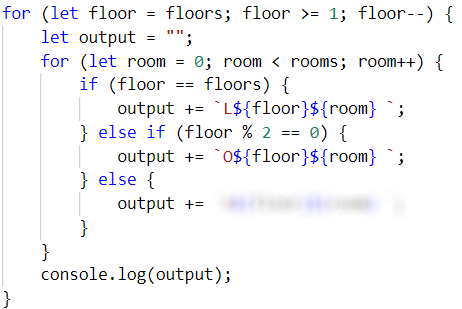 for (let floor = floors; floor >= 1; floor--) {
    let output = "";
    for (let room = 0; room < rooms; room++) {
        if (floor == floors) {
            output += `L${floor}${room} `;
        } else if (floor % 2 == 0) {
            output += `O${floor}${room} `;
        } else {
            output +=
        }
    }
    console.log(output);
}